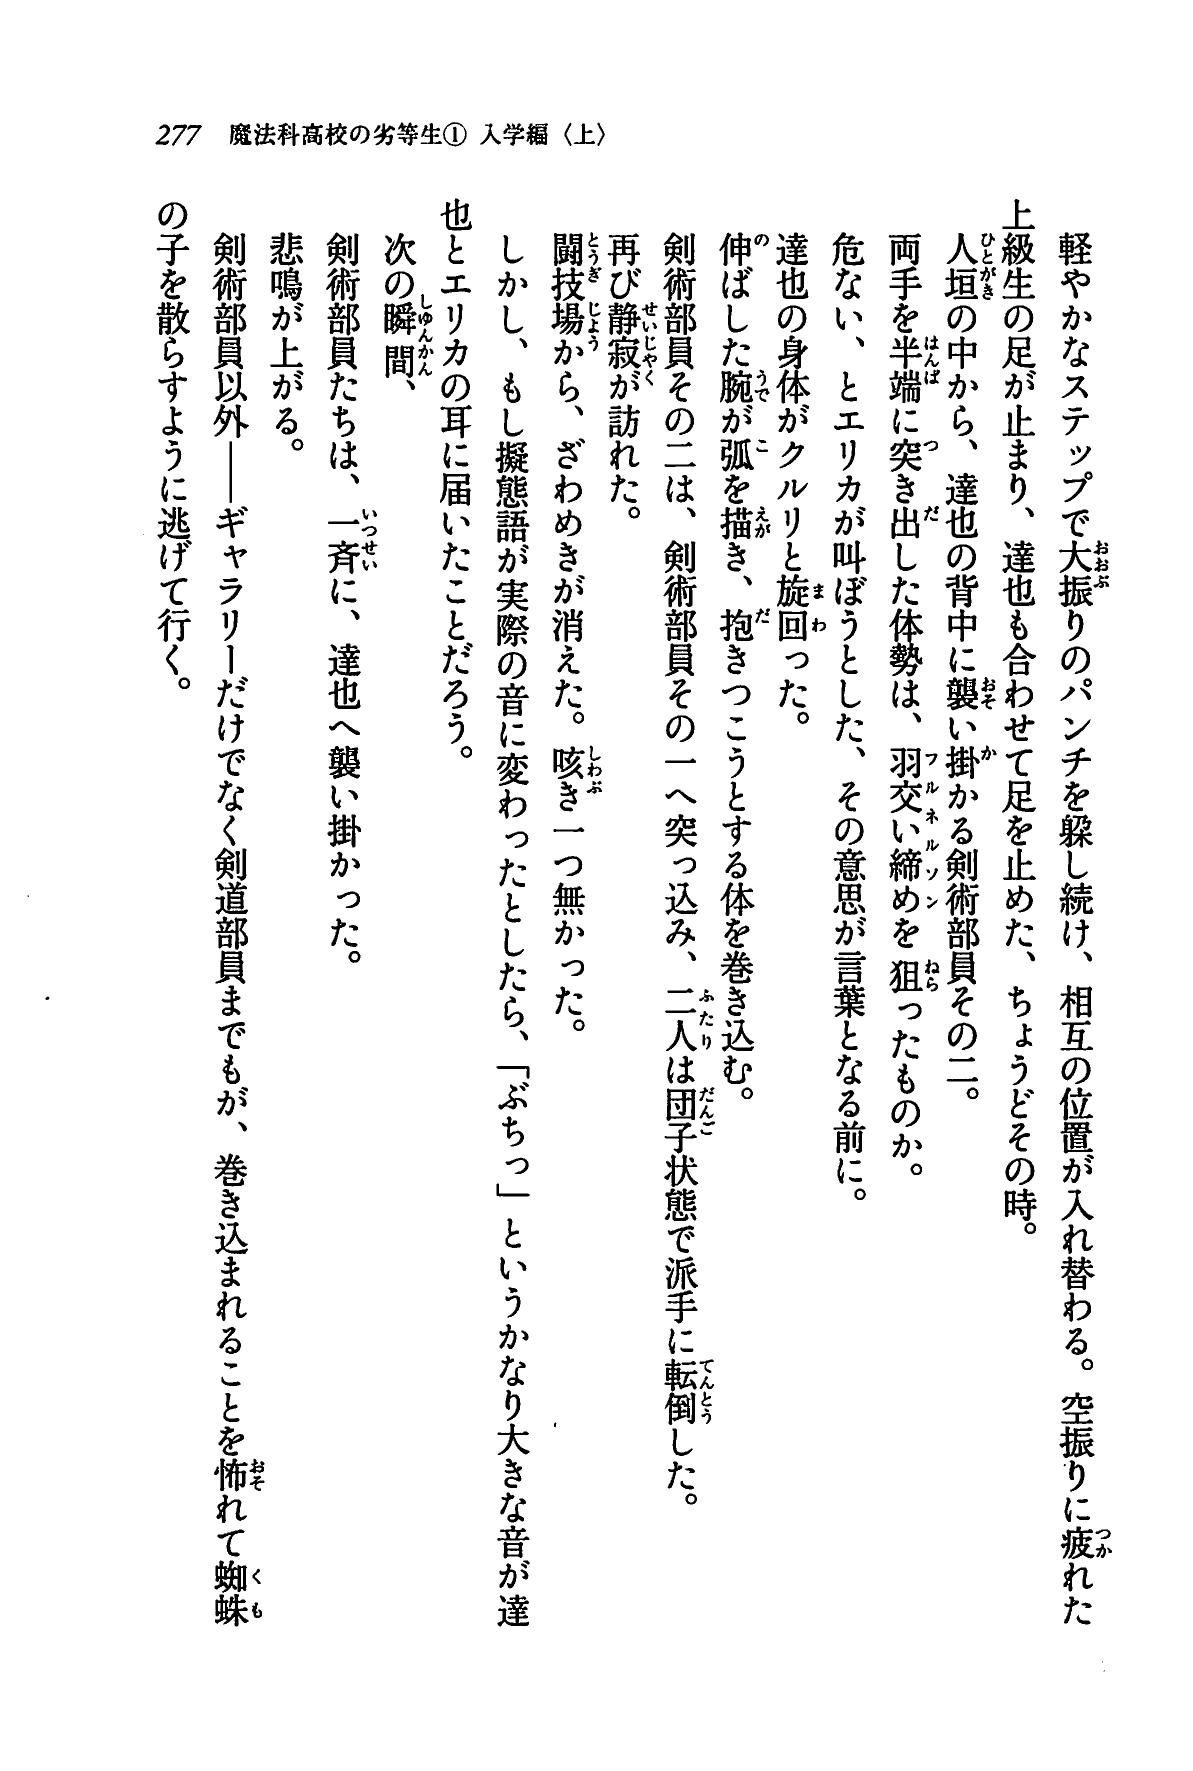 277 魔法科高校の劣等生① 入学編〈上〉
軽やかなステップで大振りのパンチを躱し続け、相互の位置が入れ替わる。空振りに疲れた
上級生の足が止まり、達也も合わせて足を止めた、ちょうどその時。
人垣の中から、達也の背中に襲い掛かる剣術部員その二。
両手を半端に突き出した体勢は、羽交い締めを狙ったものか。
危ない、とエリカが叫ぼうとした、その意思が言葉となる前に。
達也の身体がクルリと旋回った。
伸ばした腕が弧を描き、抱きつこうとする体を巻き込む。
剣術部員その二は、剣術部員その一へ突っ込み、二人は団子状態で派手に転倒した。
再び静寂が訪れた。
闘技場から、ざわめきが消えた。咳き一つ無かった。
しかし、もし擬態語が実際の音に変わったとしたら、「ぶちっ」というかなり大きな音が達
也とエリカの耳に届いたことだろう。
次の瞬間、
剣術部員たちは、一斉に、達也へ襲い掛かった。
悲鳴が上がる。
剣術部員以外――ギャラリーだけでなく剣道部員までもが、巻き込まれることを怖れて蜘蛛
の子を散らすように逃げて行く。